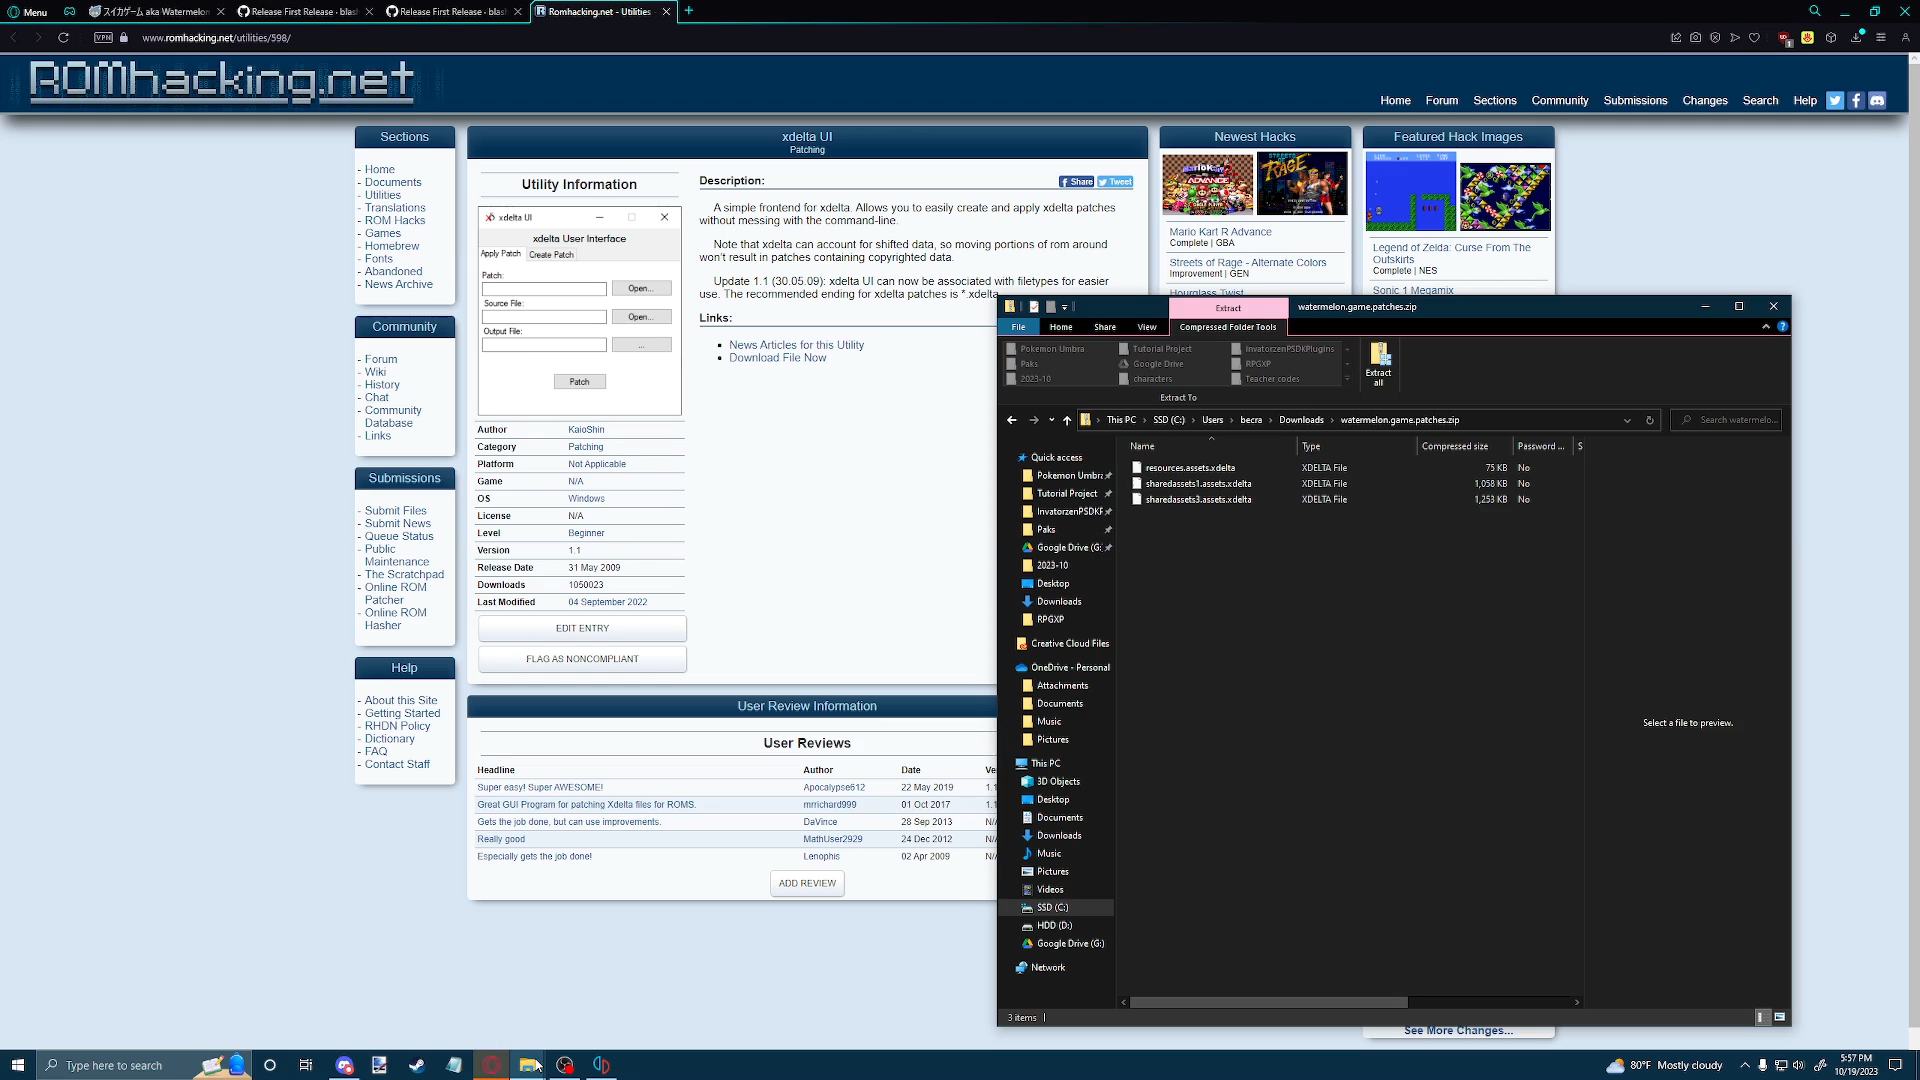 Menu
スイカゲーム aka Watermelon
Release First Release · blas
Release First Release · blas
Romhacking.net - Utilities
VPN
www.romhacking.net/utilities/598/
ROMhacking.net
Home
Forum
Sections
Community
Submissions
Changes
Search
Help
Sections
- Home
- Documents
- Utilities
- Translations
- ROM Hacks
- Games
- Homebrew
- Fonts
- Abandoned
- News Archive
Community
- Forum
- Wiki
- History
- Chat
- Community
Database
- Links
Submissions
- Submit Files
- Submit News
- Queue Status
- Public
Maintenance
- The Scratchpad
- Online ROM
Patcher
- Online ROM
Hasher
Help
- About this Site
- Getting Started
- RHDN Policy
- Dictionary
- FAQ
- Contact Staff
xdelta UI
Patching
Utility Information
xdelta UI
xdelta User Interface
Apply Patch
Create Patch
Patch:
Open...
Source File:
Open...
Output File:
...
Patch
Author KaioShin
Category Patching
Platform Not Applicable
Game N/A
OS Windows
License N/A
Level Beginner
Version 1.1
Release Date 31 May 2009
Downloads 1050023
Last Modified 04 September 2022
EDIT ENTRY
FLAG AS NONCOMPLIANT
Description:
Share
Tweet
A simple frontend for xdelta. Allows you to easily create and apply xdelta patches
without messing with the command-line.
Note that xdelta can account for shifted data, so moving portions of rom around
won't result in patches containing copyrighted data.
Update 1.1 (30.05.09): xdelta UI can now be associated with filetypes for easier
use. The recommended ending for xdelta patches is *.xdelta
Links:
News Articles for this Utility
Download File Now
User Review Information
User Reviews
Headline Author Date Ve
Super easy! Super AWESOME! Apocalypse612 22 May 2019 1.1
Great GUI Program for patching Xdelta files for ROMS. mrrichard999 01 Oct 2017 1.1
Gets the job done, but can use improvements. DaVince 28 Sep 2013 N/
Really good MathUser2929 24 Dec 2012 N/
Especially gets the job done! Lenophis 02 Apr 2009 N/
ADD REVIEW
Newest Hacks
Mario Kart R Advance
Complete | GBA
Streets of Rage - Alternate Colors
Improvement | GEN
Hourglass Twist
Featured Hack Images
Legend of Zelda: Curse From The
Outskirts
Complete | NES
Sonic 1 Megamix
See More Changes...
Extract
watermelon.game.patches.zip
File
Home
Share
View
Compressed Folder Tools
Pokemon Umbra
Tutorial Project
InvatorzenPSDKPlugins
Paks
Google Drive
RPGXP
2023-10
characters
Teacher codes
Extract
all
Extract To
This PC
SSD (C:)
Users
becra
Downloads
watermelon.game.patches.zip
Search watermelo...
Name
Type
Compressed size
Password ...
S
resources.assets.xdelta XDELTA File 75 KB No
sharedassets1.assets.xdelta XDELTA File 1,058 KB No
sharedassets3.assets.xdelta XDELTA File 1,253 KB No
Quick access
Pokemon Umbra
Tutorial Project
InvatorzenPSDKF
Paks
Google Drive (G:
2023-10
Desktop
Downloads
RPGXP
Creative Cloud Files
OneDrive - Personal
Attachments
Documents
Music
Pictures
This PC
3D Objects
Desktop
Documents
Downloads
Music
Pictures
Videos
SSD (C:)
HDD (D:)
Google Drive (G:)
Network
Select a file to preview.
3 items
Type here to search
80°F Mostly cloudy
5:57 PM
10/19/2023